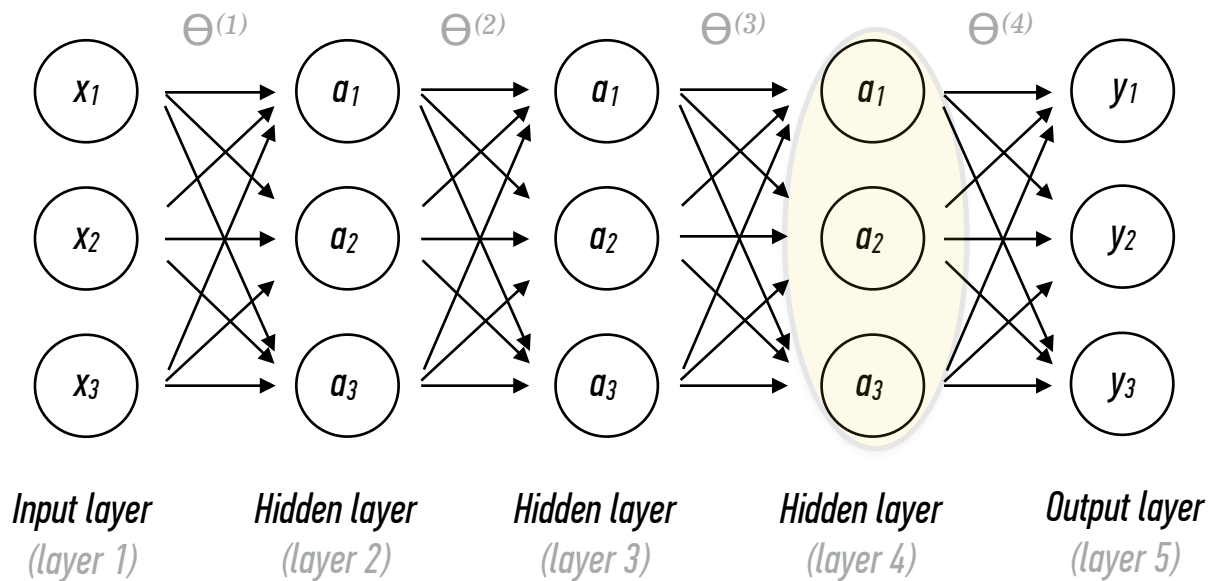 Θ(1) Θ(2) Θ(3) Θ(4)
x1 a1 a1 a1 y1
x2 a2 a2 a2 y2
x3 a3 a3 a3 y3
Input layer Hidden layer Hidden layer Hidden layer Output layer
(layer 1) (layer 2) (layer 3) (layer 4) (layer 5)